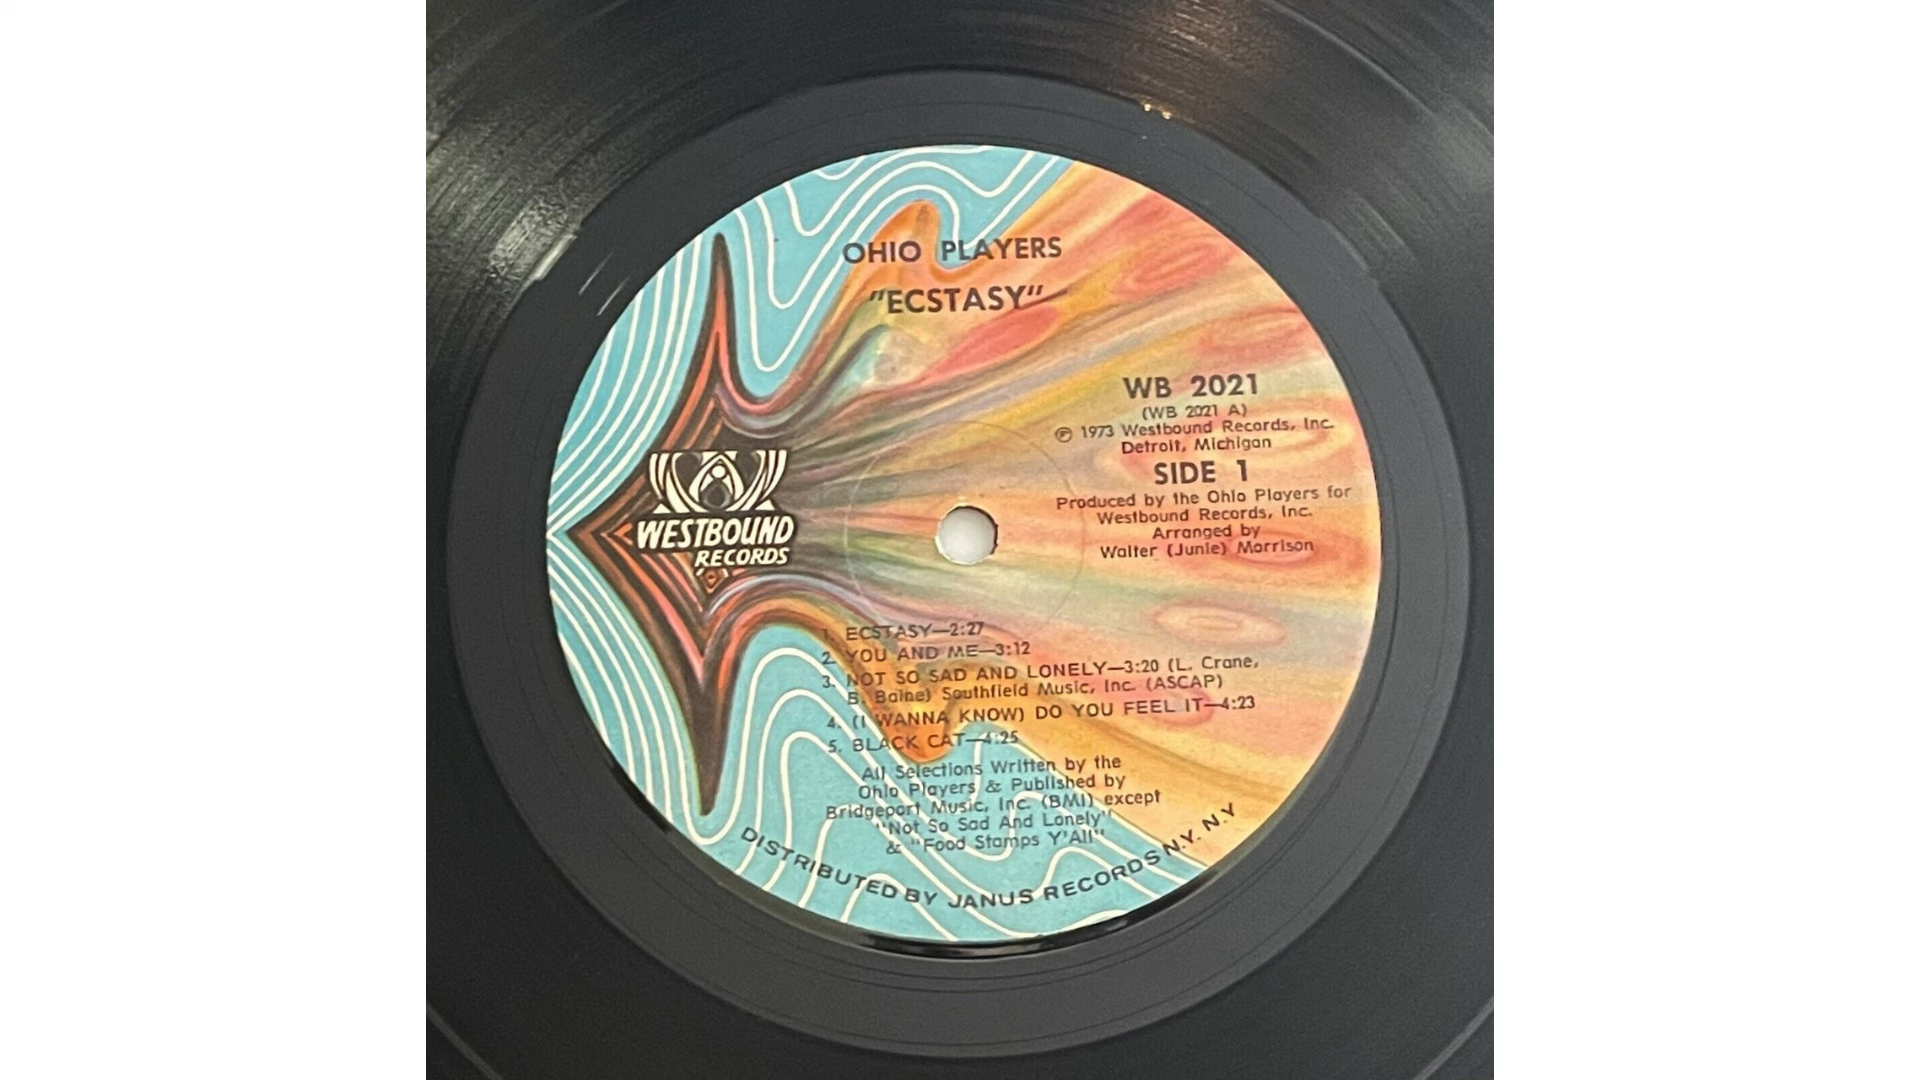 OHIO PLAYERS
"ECSTASY"
WB 2021
(WB 2021 A)
℗ 1973 Westbound Records, Inc.
Detroit, Michigan
SIDE 1
Produced by the Ohio Players for
Westbound Records, Inc.
Arranged by
Walter (Junie) Morrison
WESTBOUND
RECORDS
1. ECSTASY—2:27
2. YOU AND ME—3:12
3. NOT SO SAD AND LONELY—3:20 (L. Crane,
B. Baine) Southfield Music, Inc. (ASCAP)
4. (I WANNA KNOW) DO YOU FEEL IT—4:23
5. BLACK CAT—4:25
All Selections Written by the
Ohio Players & Published by
Bridgeport Music, Inc. (BMI) except
"Not So Sad And Lonely"
& "Food Stamps Y'All"
DISTRIBUTED BY JANUS RECORDS N.Y. N.Y